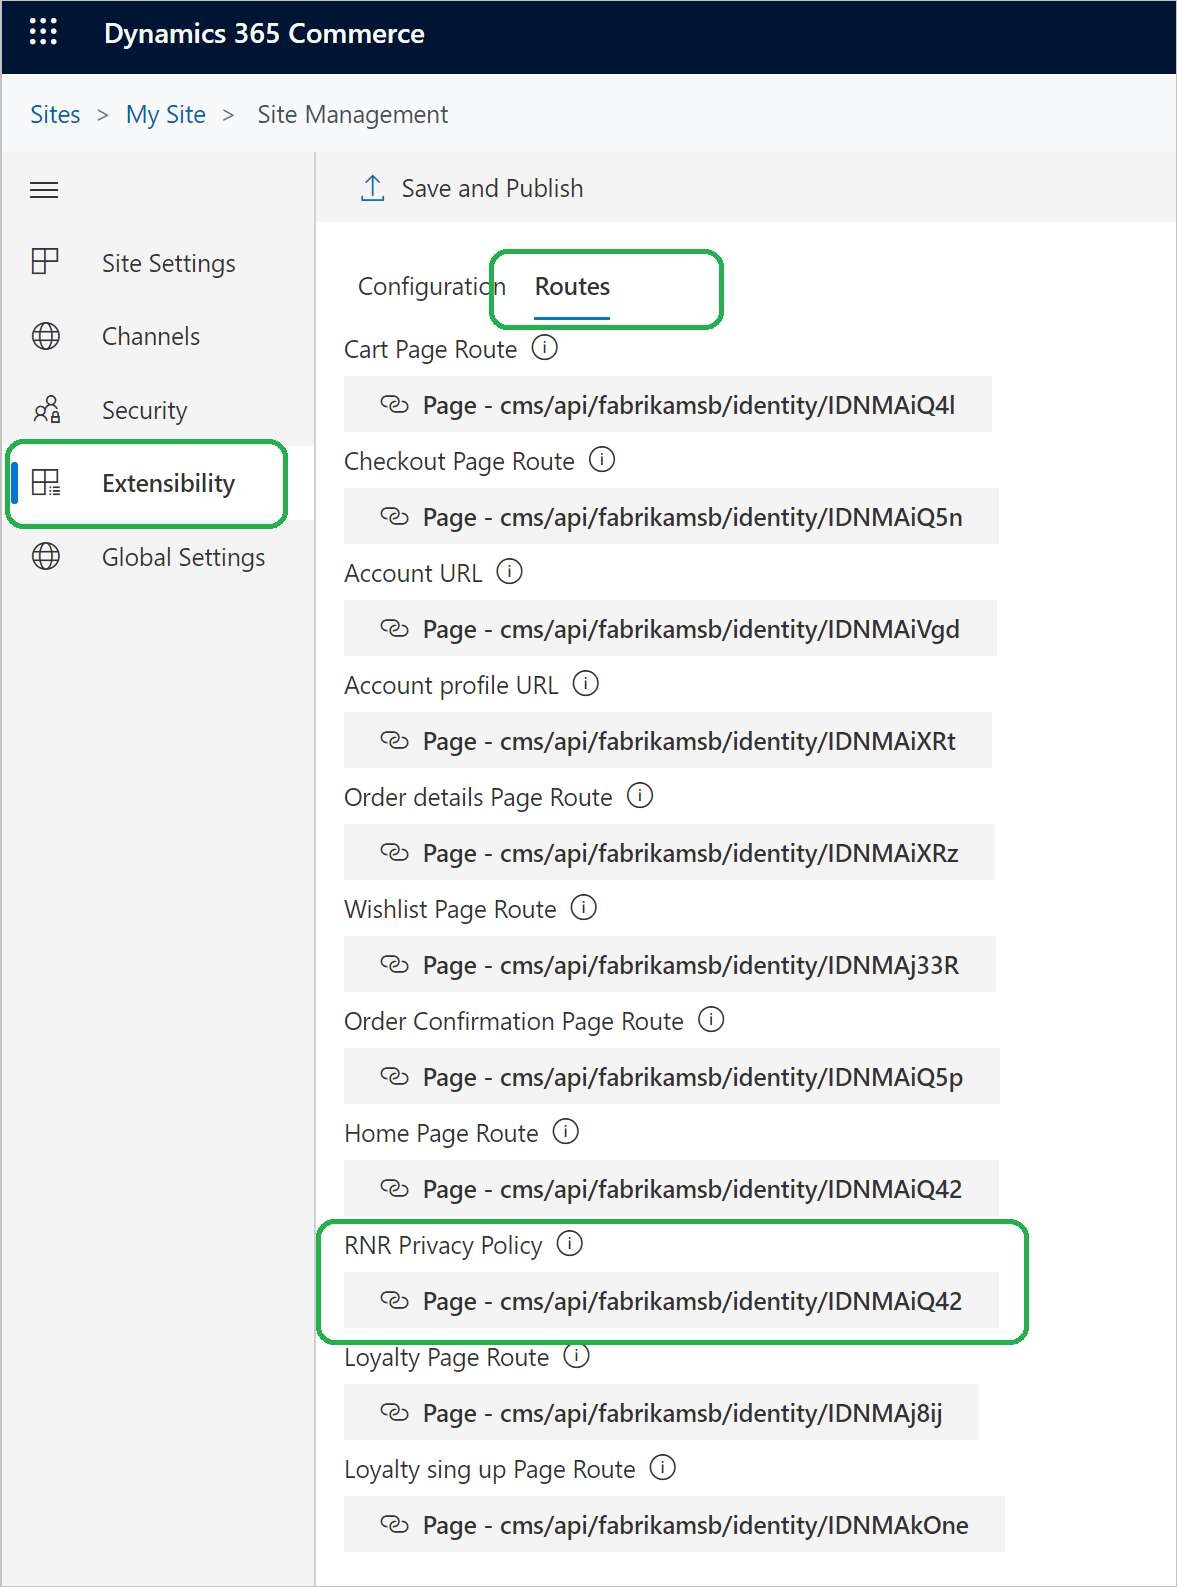 Dynamics 365 Commerce
Sites > My Site > Site Management
Save and Publish
Site Settings
Channels
Security
Extensibility
Global Settings
Configuration Routes
Cart Page Route
Page - cms/api/fabrikamsb/identity/IDNMAiQ4l
Checkout Page Route
Page - cms/api/fabrikamsb/identity/IDNMAiQ5n
Account URL
Page - cms/api/fabrikamsb/identity/IDNMAiVgd
Account profile URL
Page - cms/api/fabrikamsb/identity/IDNMAiXRt
Order details Page Route
Page - cms/api/fabrikamsb/identity/IDNMAiXRz
Wishlist Page Route
Page - cms/api/fabrikamsb/identity/IDNMAj33R
Order Confirmation Page Route
Page - cms/api/fabrikamsb/identity/IDNMAiQ5p
Home Page Route
Page - cms/api/fabrikamsb/identity/IDNMAiQ42
RNR Privacy Policy
Page - cms/api/fabrikamsb/identity/IDNMAiQ42
Loyalty Page Route
Page - cms/api/fabrikamsb/identity/IDNMAj8ij
Loyalty sing up Page Route
Page - cms/api/fabrikamsb/identity/IDNMAkOne